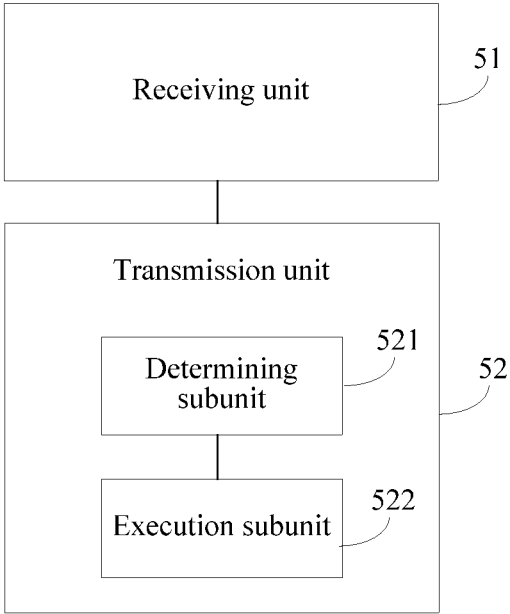 Receiving unit
51
Transmission unit
521
Determining
subunit
52
522
Execution subunit